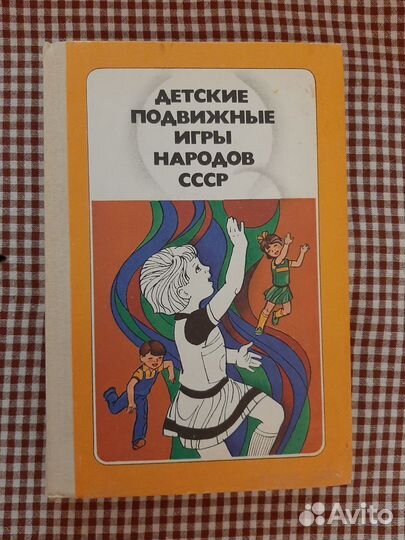 ДЕТСКИЕ
ПОДВИЖНЫЕ
ИГРЫ
НАРОДОВ
СССР
Avito